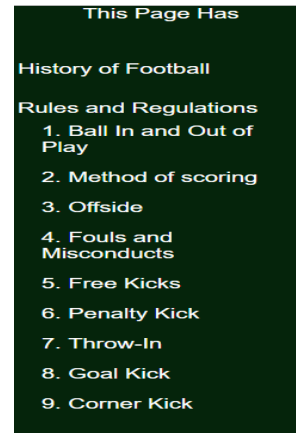 This Page Has
History of Football
Rules and Regulations
1. Ball In and Out of
Play
2. Method of scoring
3. Offside
4. Fouls and
Misconducts
5. Free Kicks
6. Penalty Kick
7. Throw-In
8. Goal Kick
9. Corner Kick